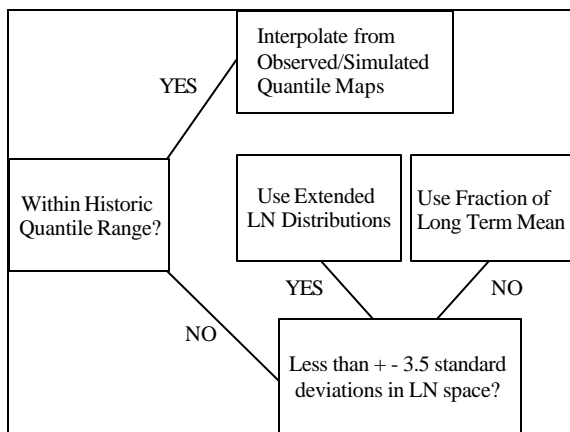 Interpolate from
Observed/Simulated
Quantile Maps
YES
Within Historic
Quantile Range?
Use Extended
LN Distributions
Use Fraction of
Long Term Mean
YES
NO
NO
Less than + - 3.5 standard
deviations in LN space?